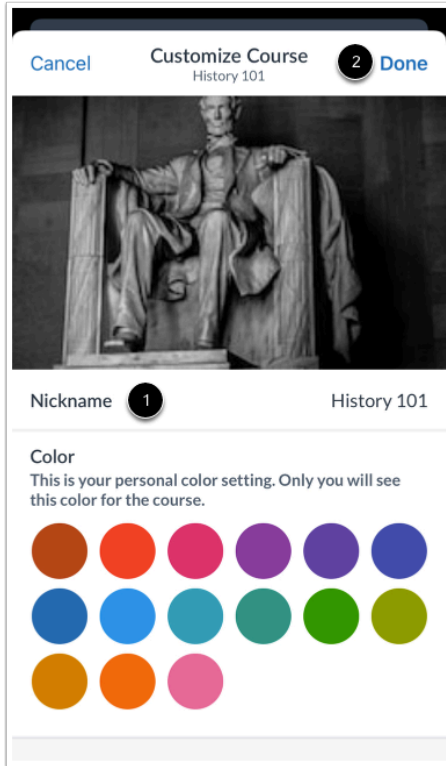 Cancel Customize Course 2 Done
History 101
Nickname 1 History 101
Color
This is your personal color setting. Only you will see
this color for the course.